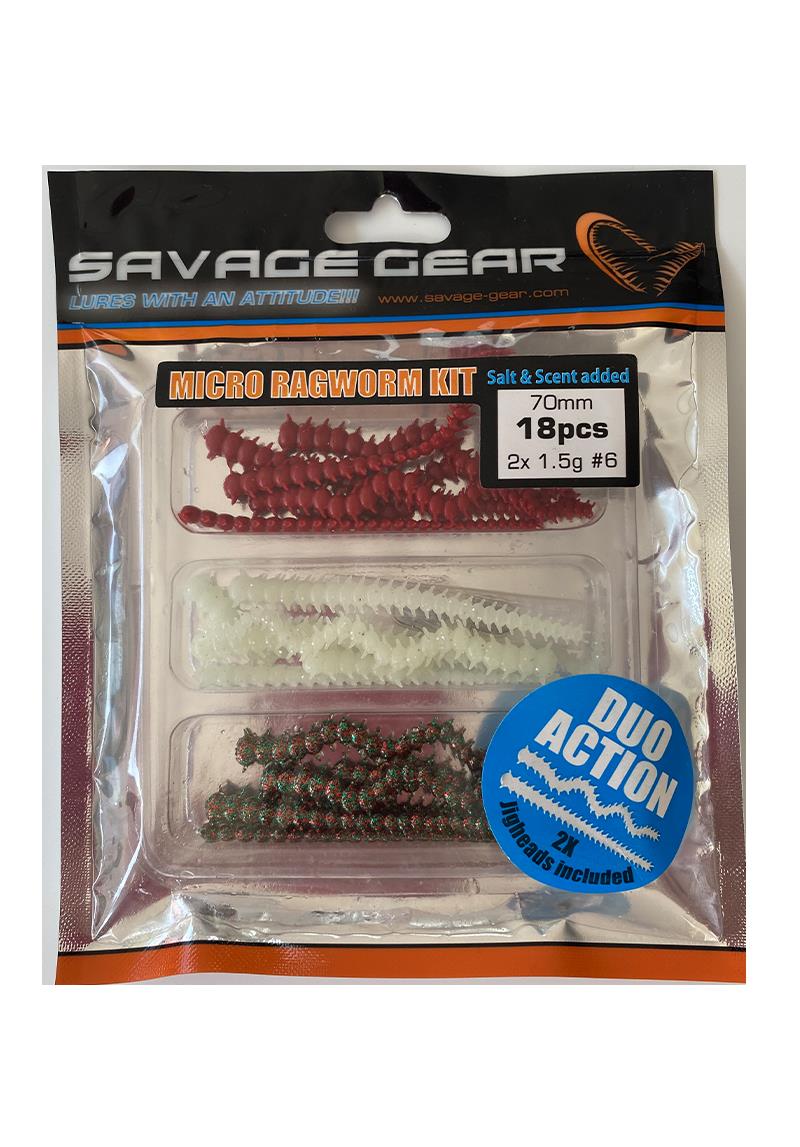 SAVAGE GEAR
LURES WITH AN ATTITUDE!!! www.savage-gear.com
MICRO RAGWORM KIT Salt & Scent added
70mm
18pcs
2x 1.5g #6
DUO
ACTION
2X
Jigheads included